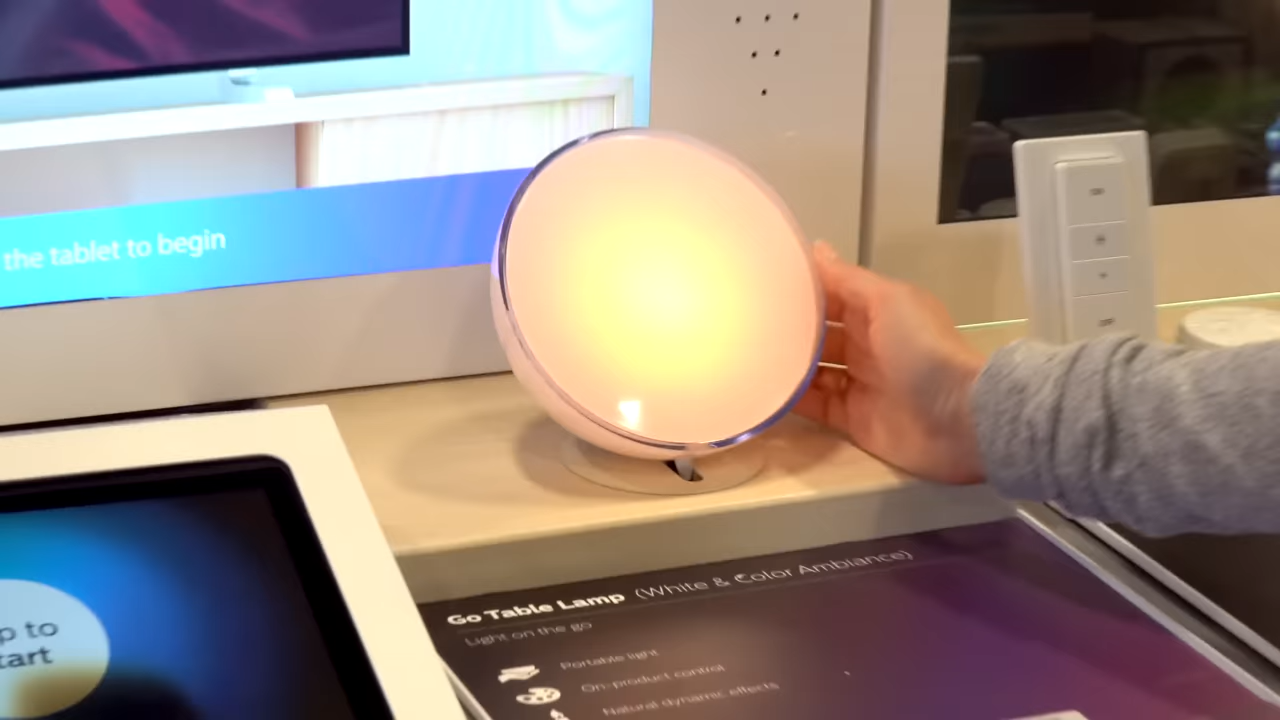 the tablet to begin
p to
tart
Go Table Lamp (White & Color Ambiance)
Light on the go
Portable light
On-product control
Natural dynamic effects